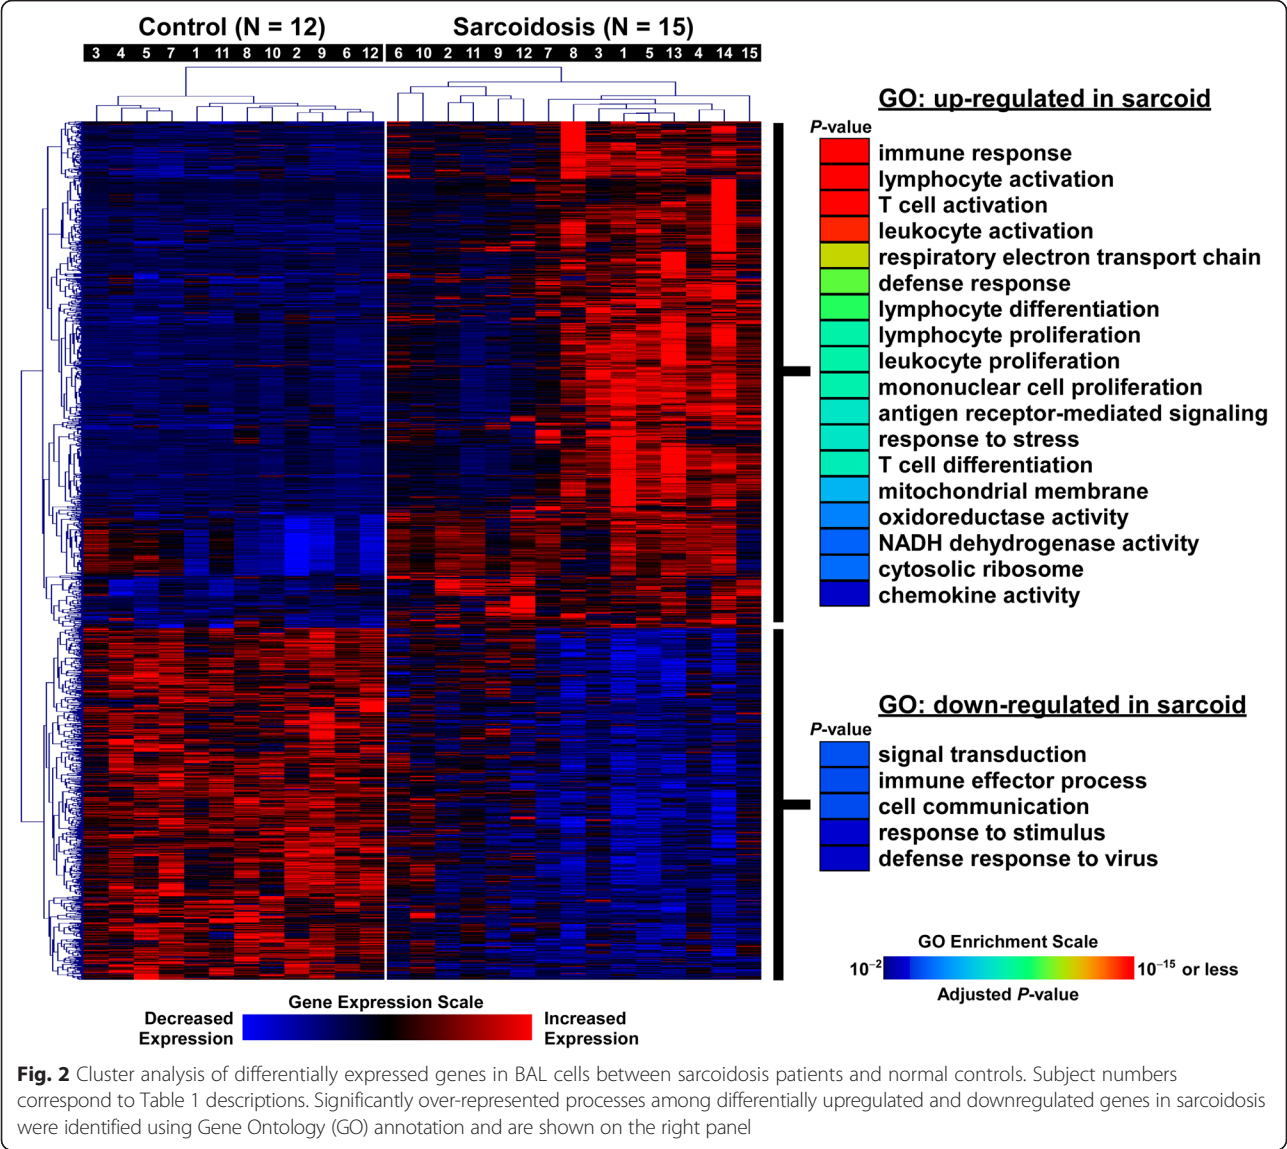 Control (N = 12) Sarcoidosis (N = 15)
3 4 5 7 1 11 8 10 2 9 6 12 6 10 2 11 9 12 7 8 3 1 5 13 4 14 15
GO: up-regulated in sarcoid
P-value
immune response
lymphocyte activation
T cell activation
leukocyte activation
respiratory electron transport chain
defense response
lymphocyte differentiation
lymphocyte proliferation
leukocyte proliferation
mononuclear cell proliferation
antigen receptor-mediated signaling
response to stress
T cell differentiation
mitochondrial membrane
oxidoreductase activity
NADH dehydrogenase activity
cytosolic ribosome
chemokine activity
GO: down-regulated in sarcoid
P-value
signal transduction
immune effector process
cell communication
response to stimulus
defense response to virus
GO Enrichment Scale
10⁻² 10⁻¹⁵ or less
Adjusted P-value
Gene Expression Scale
Decreased Expression
Increased Expression
Fig. 2 Cluster analysis of differentially expressed genes in BAL cells between sarcoidosis patients and normal controls. Subject numbers
correspond to Table 1 descriptions. Significantly over-represented processes among differentially upregulated and downregulated genes in sarcoidosis
were identified using Gene Ontology (GO) annotation and are shown on the right panel